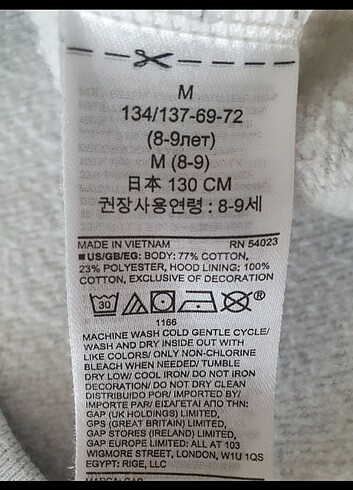 M
134/137-69-72
(8-9лет)
M (8-9)
日本 130 CM
권장사용연령 : 8-9세
MADE IN VIETNAM RN 54023
■US/GB/EG: BODY: 77% COTTON,
23% POLYESTER, HOOD LINING; 100%
COTTON, EXCLUSIVE OF DECORATION
30 ®
1166
MACHINE WASH COLD GENTLE CYCLE/
WASH AND DRY INSIDE OUT WITH
LIKE COLORS/ ONLY NON-CHLORINE
BLEACH WHEN NEEDED/ TUMBLE
DRY LOW/ COOL IRON/ DO NOT IRON
DECORATION/ DO NOT DRY CLEAN
DISTRIBUIDO POR/ IMPORTED BY/
IMPORTE PAR/ ΕΙΣΑΓΕΤΑΙ ΑΠΟ ΤΗΝ:
GAP (UK HOLDINGS) LIMITED,
GPS (GREAT BRITAIN) LIMITED,
GAP STORES (IRELAND) LIMITED,
GAP EUROPE LIMITED: ALL AT 103
WIGMORE STREET, LONDON, W1U 1QS
EGYPT: RIGE, LLC